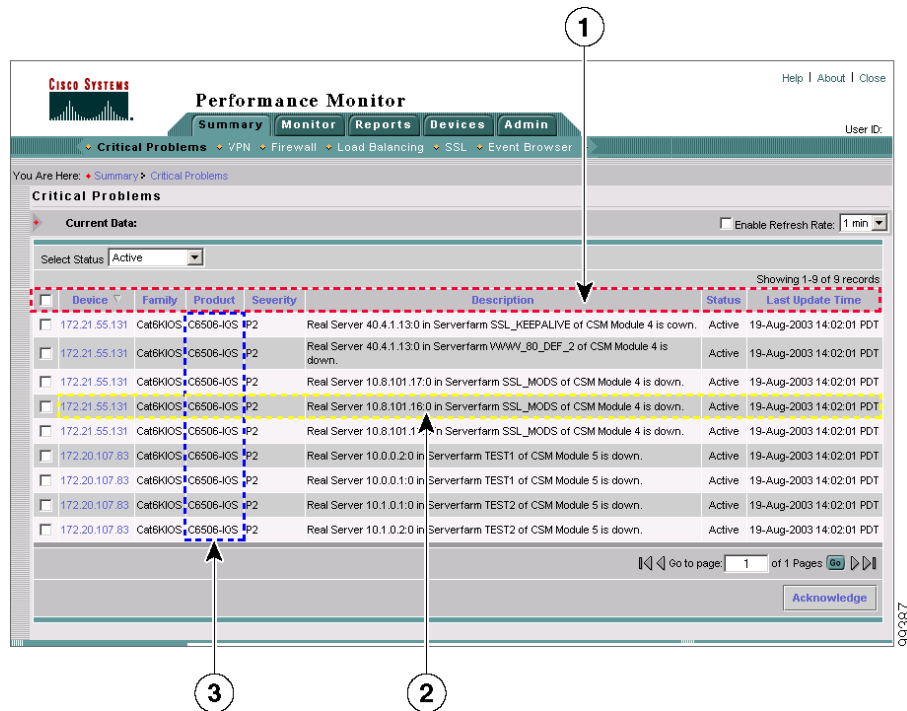 1
Help | About | Close
CISCO SYSTEMS
Performance Monitor
Summary Monitor Reports Devices Admin
User ID:
Critical Problems VPN Firewall Load Balancing SSL Event Browser
You Are Here: Summary Critical Problems
Critical Problems
Current Data: Enable Refresh Rate: 1 min
Select Status Active
Showing 1-9 of 9 records
Device Family Product Severity Description Status Last Update Time
172.21.55.131 Cat6KIOS C6506-IOS P2 Real Server 40.4.1.13:0 in Serverfarm SSL_KEEPALIVE of CSM Module 4 is down. Active 19-Aug-2003 14:02:01 PDT
172.21.55.131 Cat6KIOS C6506-IOS P2 Real Server 40.4.1.13:0 in Serverfarm WWW_80_DEF_2 of CSM Module 4 is
down. Active 19-Aug-2003 14:02:01 PDT
172.21.55.131 Cat6KIOS C6506-IOS P2 Real Server 10.8.101.17:0 in Serverfarm SSL_MODS of CSM Module 4 is down. Active 19-Aug-2003 14:02:01 PDT
172.21.55.131 Cat6KIOS C6506-IOS P2 Real Server 10.8.101.16:0 in Serverfarm SSL_MODS of CSM Module 4 is down. Active 19-Aug-2003 14:02:01 PDT
172.21.55.131 Cat6KIOS C6506-IOS P2 Real Server in Serverfarm SSL_MODS of CSM Module 4 is down. Active 19-Aug-2003 14:02:01 PDT
172.20.107.83 Cat6KIOS C6506-IOS P2 Real Server 10.0.0.2:0 in Serverfarm TEST1 of CSM Module 5 is down. Active 19-Aug-2003 14:02:01 PDT
172.20.107.83 Cat6KIOS C6506-IOS P2 Real Server 10.0.0.1:0 in Serverfarm TEST1 of CSM Module 5 is down. Active 19-Aug-2003 14:02:01 PDT
172.20.107.83 Cat6KIOS C6506-IOS P2 Real Server 10.1.0.1:0 in Serverfarm TEST2 of CSM Module 5 is down. Active 19-Aug-2003 14:02:01 PDT
172.20.107.83 Cat6KIOS C6506-IOS P2 Real Server 10.1.0.2:0 in Serverfarm TEST2 of CSM Module 5 is down. Active 19-Aug-2003 14:02:01 PDT
Go to page: 1 of 1 Pages Go
Acknowledge
99387
3 2